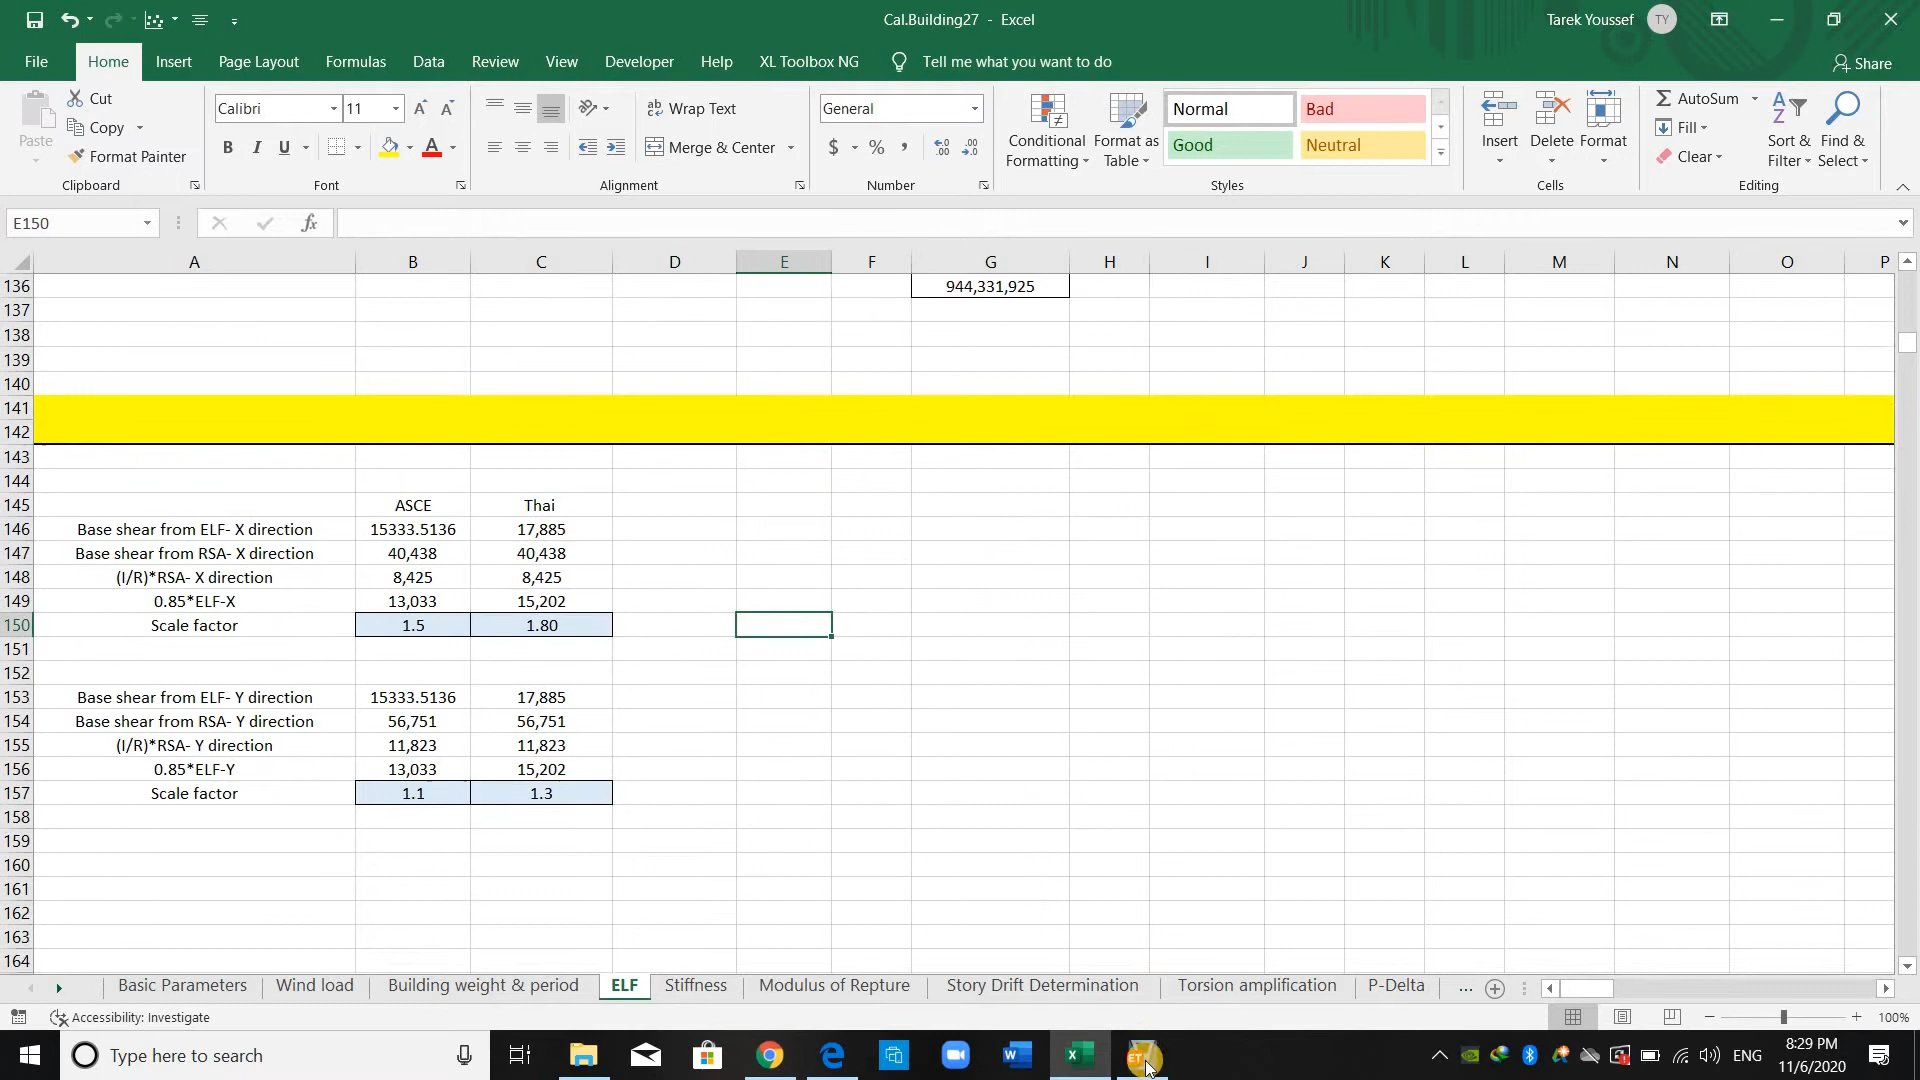 Cal.Building27 - Excel
Tarek Youssef TY
File Home Insert Page Layout Formulas Data Review View Developer Help XL Toolbox NG Tell me what you want to do Share
Paste Cut Copy Format Painter
Calibri 11
B I U
Wrap Text
Merge & Center
General
$ %
Conditional Formatting Format as Table
Normal Bad
Good Neutral
Insert Delete Format
AutoSum Fill Clear
Sort & Filter Find & Select
Clipboard Font Alignment Number Styles Cells Editing
E150 fx
A B C D E F G H I J K L M N O P
136 944,331,925
137
138
139
140
141
142
143
144
145 ASCE Thai
146 Base shear from ELF- X direction 15333.5136 17,885
147 Base shear from RSA- X direction 40,438 40,438
148 (I/R)*RSA- X direction 8,425 8,425
149 0.85*ELF-X 13,033 15,202
150 Scale factor 1.5 1.80
151
152
153 Base shear from ELF- Y direction 15333.5136 17,885
154 Base shear from RSA- Y direction 56,751 56,751
155 (I/R)*RSA- Y direction 11,823 11,823
156 0.85*ELF-Y 13,033 15,202
157 Scale factor 1.1 1.3
158
159
160
161
162
163
164
Basic Parameters Wind load Building weight & period ELF Stiffness Modulus of Repture Story Drift Determination Torsion amplification P-Delta ...
Accessibility: Investigate 100%
Type here to search ENG 8:29 PM
11/6/2020